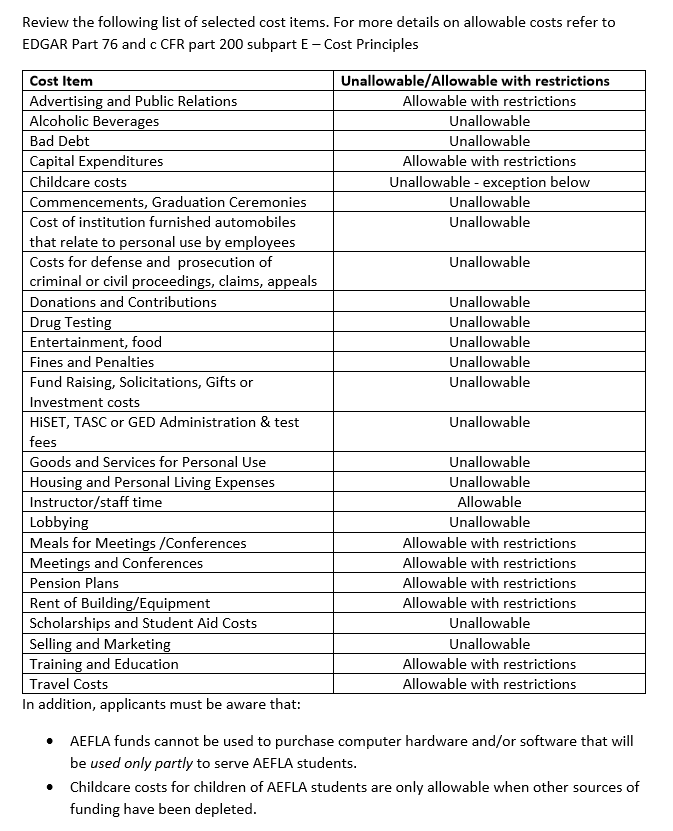 Review the following list of selected cost items. For more details on allowable costs refer to
EDGAR Part 76 and c CFR part 200 subpart E – Cost Principles
Cost Item Unallowable/Allowable with restrictions
Advertising and Public Relations Allowable with restrictions
Alcoholic Beverages Unallowable
Bad Debt Unallowable
Capital Expenditures Allowable with restrictions
Childcare costs Unallowable - exception below
Commencements, Graduation Ceremonies Unallowable
Cost of institution furnished automobiles Unallowable
that relate to personal use by employees
Costs for defense and prosecution of Unallowable
criminal or civil proceedings, claims, appeals
Donations and Contributions Unallowable
Drug Testing Unallowable
Entertainment, food Unallowable
Fines and Penalties Unallowable
Fund Raising, Solicitations, Gifts or Unallowable
Investment costs
HiSET, TASC or GED Administration & test Unallowable
fees
Goods and Services for Personal Use Unallowable
Housing and Personal Living Expenses Unallowable
Instructor/staff time Allowable
Lobbying Unallowable
Meals for Meetings /Conferences Allowable with restrictions
Meetings and Conferences Allowable with restrictions
Pension Plans Allowable with restrictions
Rent of Building/Equipment Allowable with restrictions
Scholarships and Student Aid Costs Unallowable
Selling and Marketing Unallowable
Training and Education Allowable with restrictions
Travel Costs Allowable with restrictions
In addition, applicants must be aware that:
• AEFLA funds cannot be used to purchase computer hardware and/or software that will
be used only partly to serve AEFLA students.
• Childcare costs for children of AEFLA students are only allowable when other sources of
funding have been depleted.